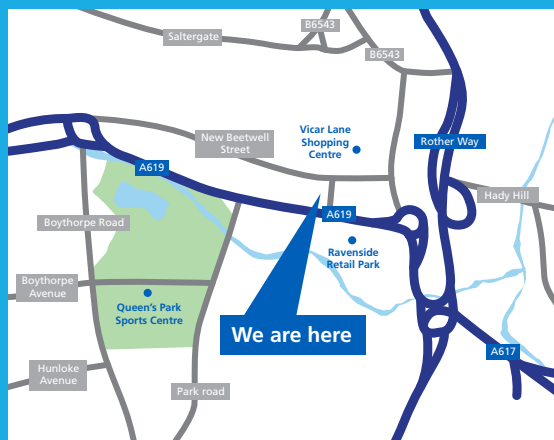 B6543
Saltergate
B6543
Vicar Lane
Shopping
Centre
New Beetwell
Street
Rother Way
A619
Hady Hill
A619
Boythorpe Road
Ravenside
Retail Park
Boythorpe
Avenue
Queen's Park
Sports Centre
We are here
A617
Hunloke
Avenue
Park road